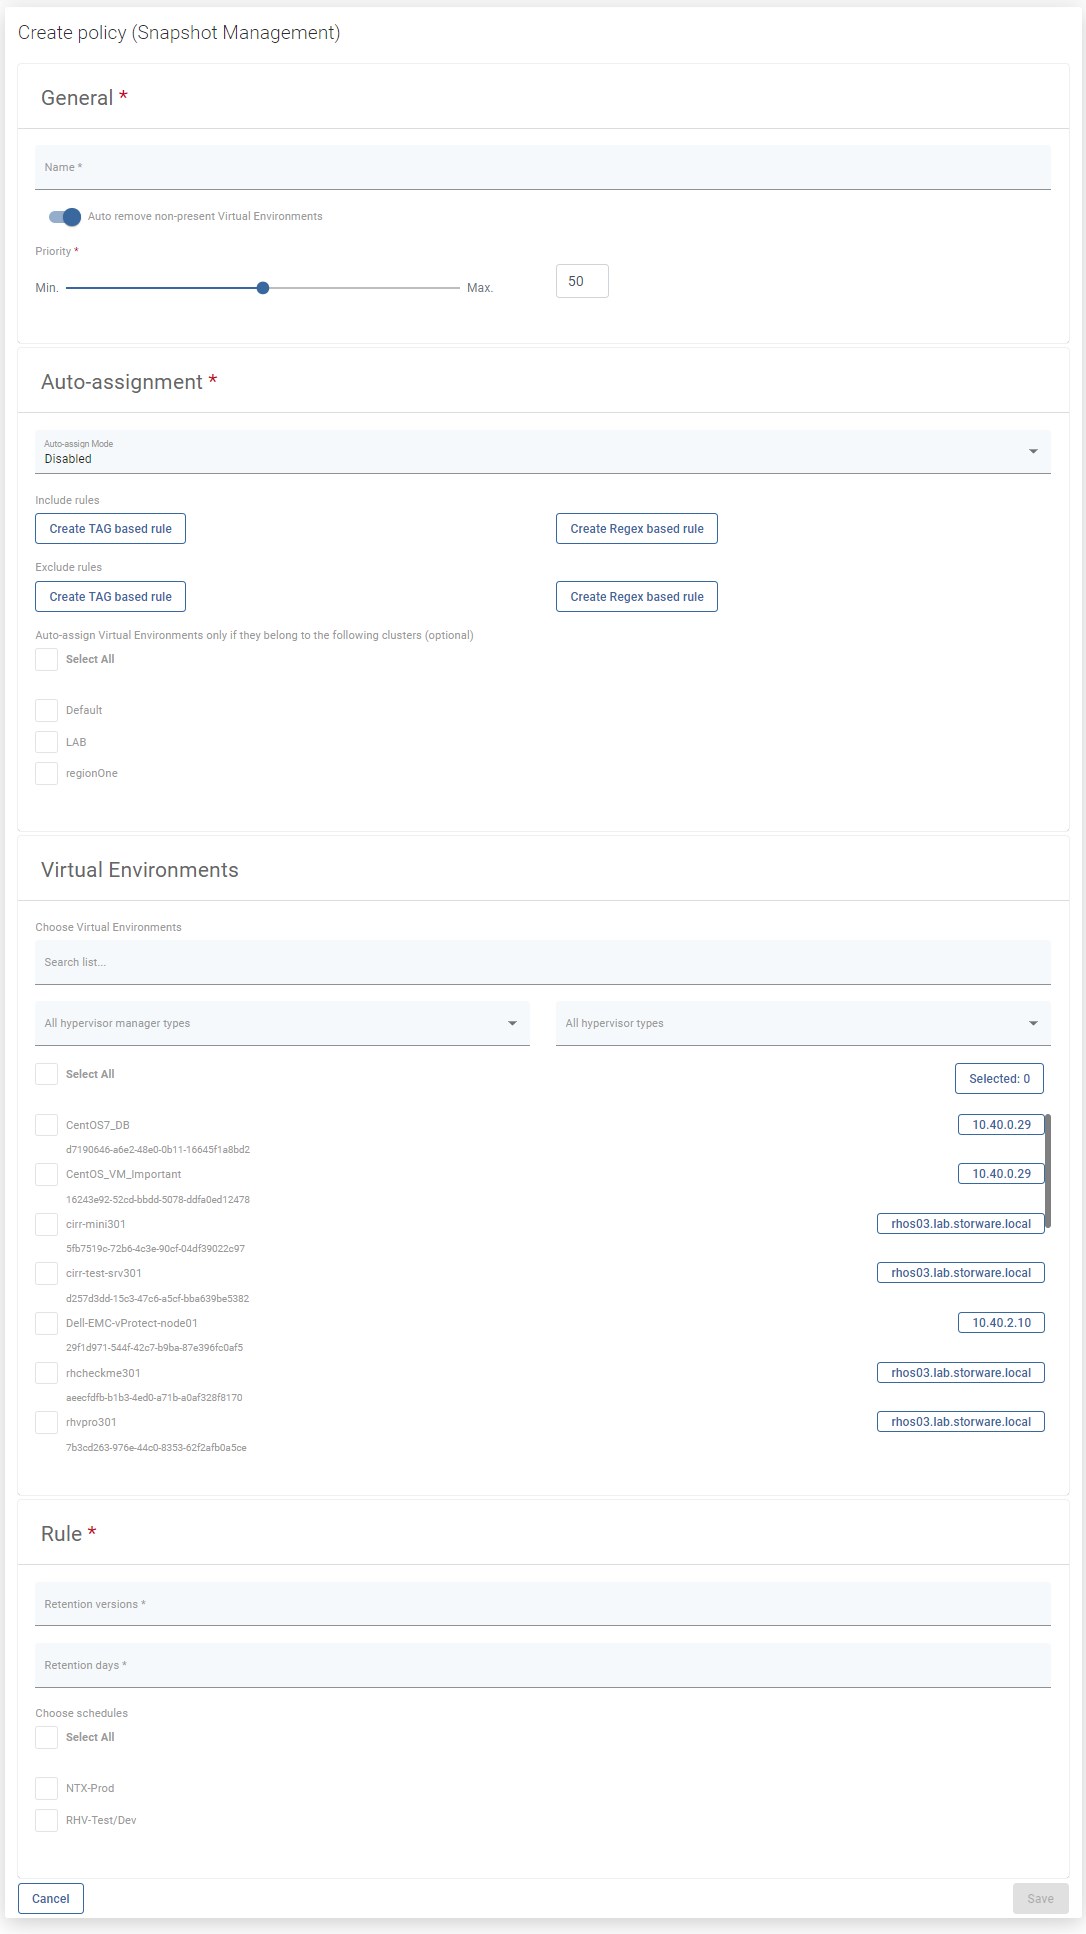 Create policy (Snapshot Management)
General *
Name *
Auto remove non-present Virtual Environments
Priority *
Min. Max. 50
Auto-assignment *
Auto-assign Mode
Disabled
Include rules
Create TAG based rule Create Regex based rule
Exclude rules
Create TAG based rule Create Regex based rule
Auto-assign Virtual Environments only if they belong to the following clusters (optional)
Select All
Default
LAB
regionOne
Virtual Environments
Choose Virtual Environments
Search list...
All hypervisor manager types All hypervisor types
Select All Selected: 0
CentOS7_DB 10.40.0.29
d7190646-a6e2-48e0-0b11-16645f1a8bd2
CentOS_VM_Important 10.40.0.29
16243e92-52cd-bbdd-5078-ddfa0ed12478
cirr-mini301 rhos03.lab.storware.local
5fb7519c-72b6-4c3e-90cf-04df39022c97
cirr-test-srv301 rhos03.lab.storware.local
d257d3dd-15c3-47c6-a5cf-bba639be5382
Dell-EMC-vProtect-node01 10.40.2.10
29f1d971-544f-42c7-b9ba-87e396fc0af5
rhcheckme301 rhos03.lab.storware.local
aeecfdfb-b1b3-4ed0-a71b-a0af328f8170
rhvpro301 rhos03.lab.storware.local
7b3cd263-976e-44c0-8353-62f2afb0a5ce
Rule *
Retention versions *
Retention days *
Choose schedules
Select All
NTX-Prod
RHV-Test/Dev
Cancel Save